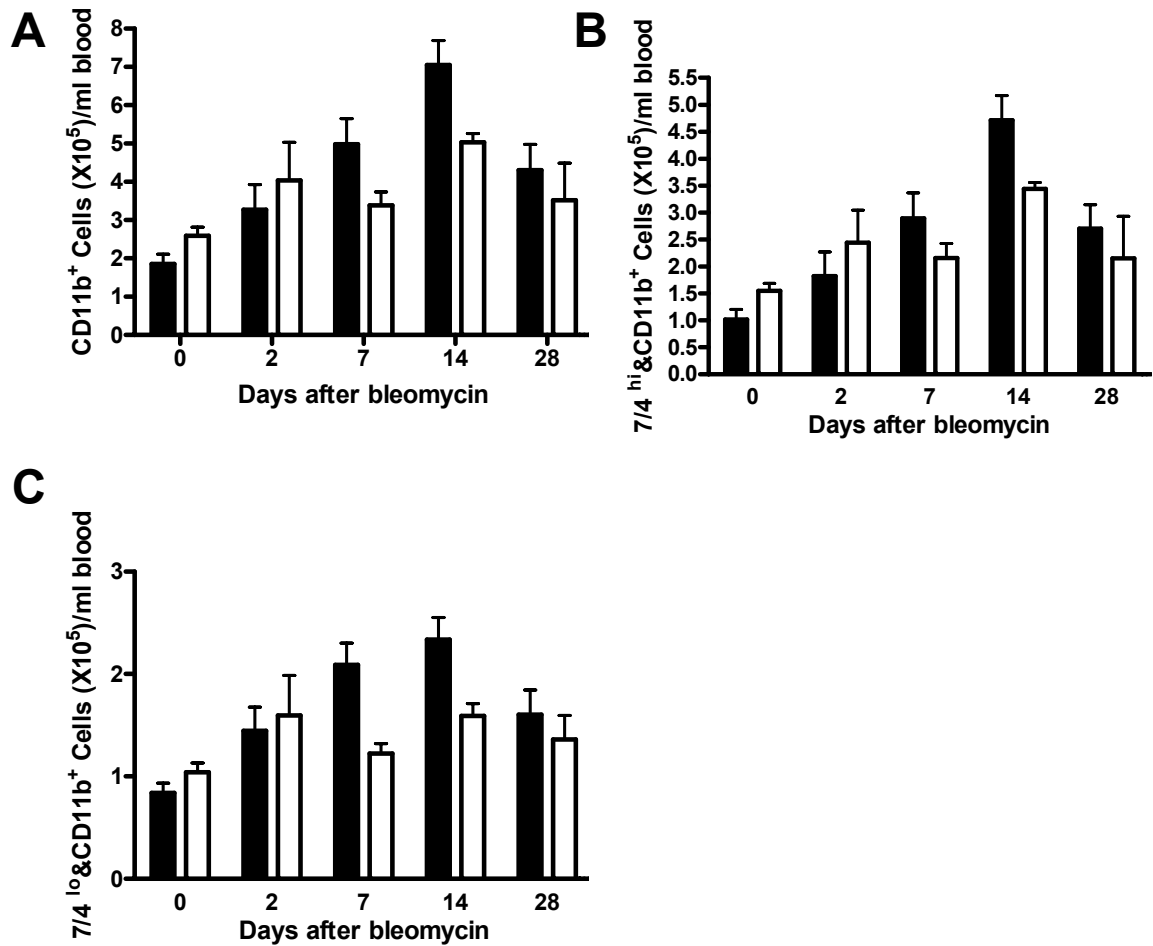 A
CD11b+ Cells (X10^5)/ml blood
8
7
6
5
4
3
2
1
0
0 2 7 14 28
Days after bleomycin
B
7/4 hi&CD11b+ Cells (X10^5)/ml blood
5.5
5.0
4.5
4.0
3.5
3.0
2.5
2.0
1.5
1.0
0.5
0.0
0 2 7 14 28
Days after bleomycin
C
7/4 lo&CD11b+ Cells (X10^5)/ml blood
3
2
1
0
0 2 7 14 28
Days after bleomycin